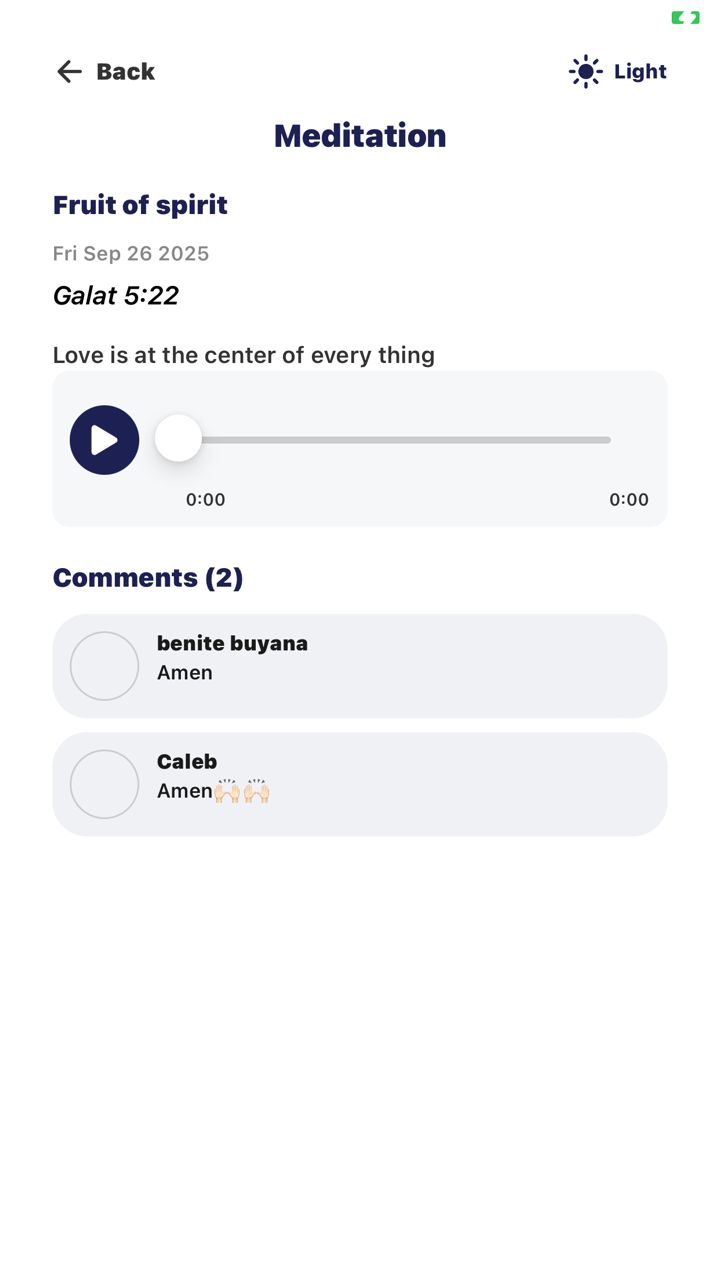 Back
Light
Meditation
Fruit of spirit
Fri Sep 26 2025
Galat 5:22
Love is at the center of every thing
0:00
0:00
Comments (2)
benite buyana
Amen
Caleb
Amen🙌🏻🙌🏻